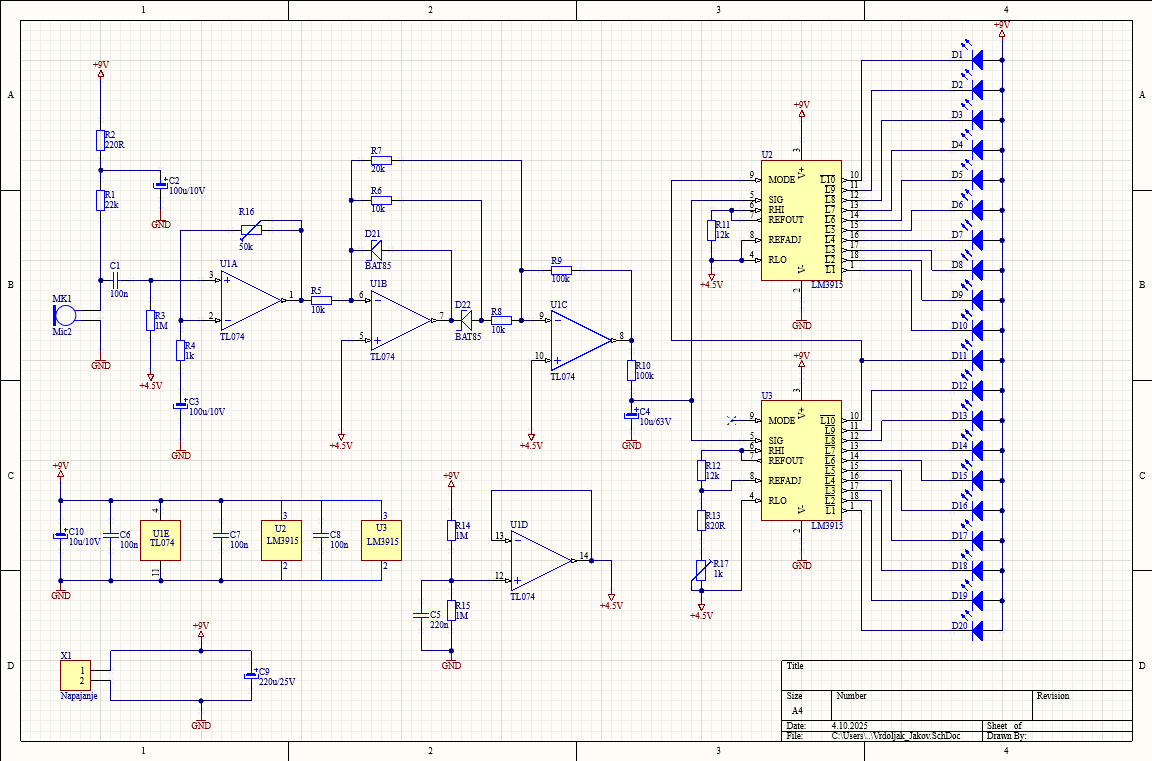 1 2 3 4
A
B
C
D
A
B
C
D
1 2 3 4
+9V
R2
220R
C2
100u/10V
GND
R1
22k
C1
100n
MK1
Mic2
GND
R3
1M
+4.5V
R16
50k
U1A
3
2
1
TL074
R4
1k
C3
100u/10V
GND
R5
10k
R7
20k
R6
10k
D21
BAT85
U1B
6
5
7
TL074
+4.5V
D22
BAT85
R8
10k
R9
100k
U1C
9
10
8
TL074
+4.5V
R10
100k
C4
10u/63V
GND
+9V
U2
3
V+
9 MODE
5 SIG
6 RHI
7 REFOUT
8 REFADJ
4 RLO
L10 10
L9 11
L8 12
L7 13
L6 14
L5 15
L4 16
L3 17
L2 18
L1 1
V-
2
LM3915
GND
R11
12k
+4.5V
+9V
U3
3
V+
9 MODE
5 SIG
6 RHI
7 REFOUT
8 REFADJ
4 RLO
L10 10
L9 11
L8 12
L7 13
L6 14
L5 15
L4 16
L3 17
L2 18
L1 1
V-
2
LM3915
GND
R12
12k
R13
820R
R17
1k
+4.5V
+9V
D1
D2
D3
D4
D5
D6
D7
D8
D9
D10
D11
D12
D13
D14
D15
D16
D17
D18
D19
D20
+9V
C10
10u/10V
C6
100n
4
U1E
TL074
11
C7
100n
3
U2
LM3915
2
C8
100n
3
U3
LM3915
2
GND
+9V
R14
1M
C5
220n
R15
1M
GND
U1D
13
12
14
TL074
+4.5V
X1
1
2
Napajanje
+9V
C9
220u/25V
GND
Title
Size
A4
Number
Revision
Date: 4.10.2025 Sheet of
File: C:\Users\..\Vrdoljak_Jakov.SchDoc Drawn By: